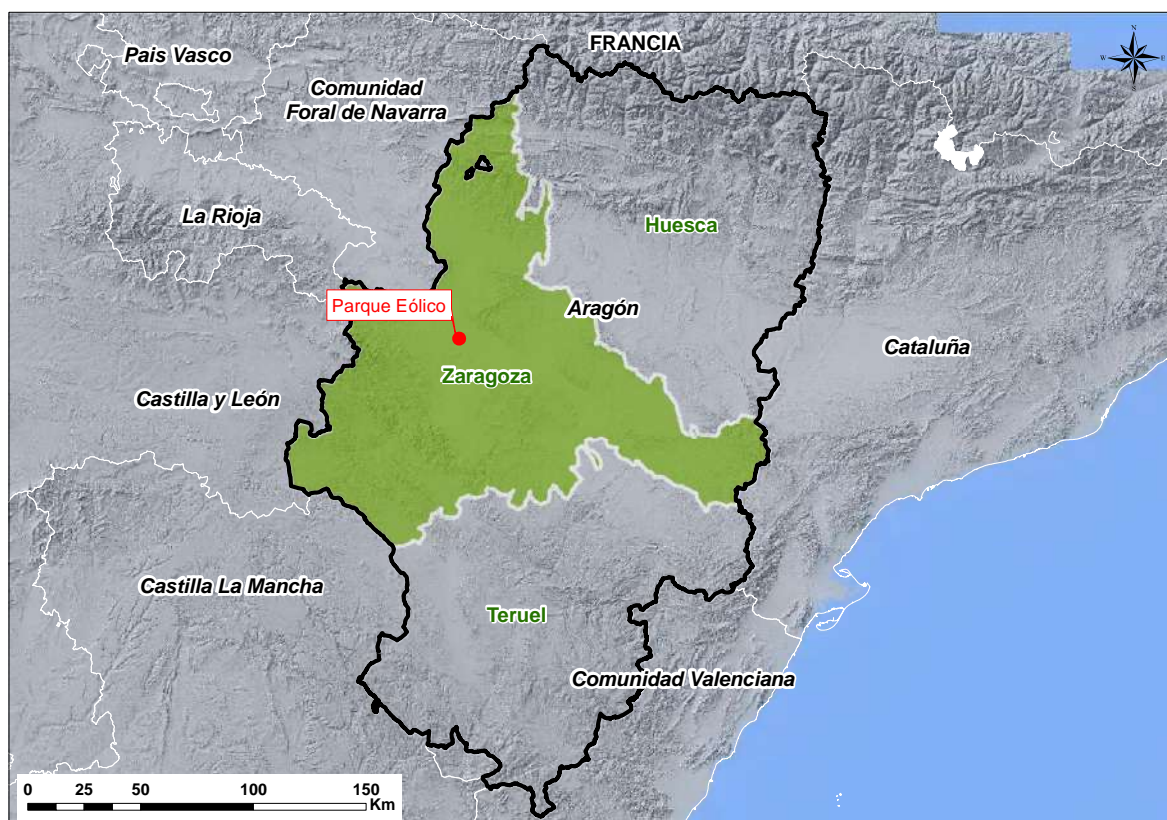 FRANCIA
N
W
E
S
Pais Vasco
Comunidad
Foral de Navarra
La Rioja
Huesca
Parque Eólico
Aragón
Cataluña
Zaragoza
Castilla y León
Castilla La Mancha
Teruel
Comunidad Valenciana
0 25 50 100 150
Km